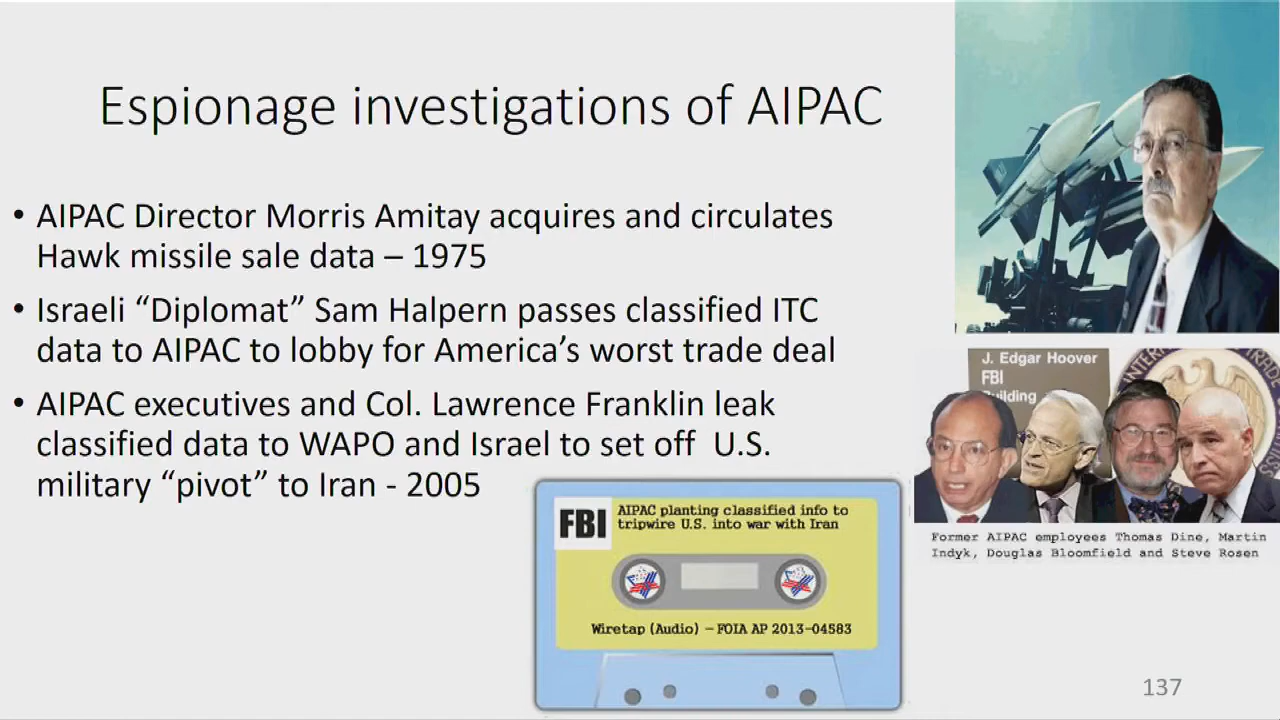 Espionage investigations of AIPAC
• AIPAC Director Morris Amitay acquires and circulates
Hawk missile sale data – 1975
• Israeli “Diplomat” Sam Halpern passes classified ITC
data to AIPAC to lobby for America’s worst trade deal
• AIPAC executives and Col. Lawrence Franklin leak
classified data to WAPO and Israel to set off U.S.
military “pivot” to Iran - 2005
FBI
AIPAC planting classified info to
tripwire U.S. into war with Iran
Wiretap (Audio) – FOIA AP 2013-04583
J. Edgar Hoover
FBI
Building
Former AIPAC employees Thomas Dine, Martin
Indyk, Douglas Bloomfield and Steve Rosen
137